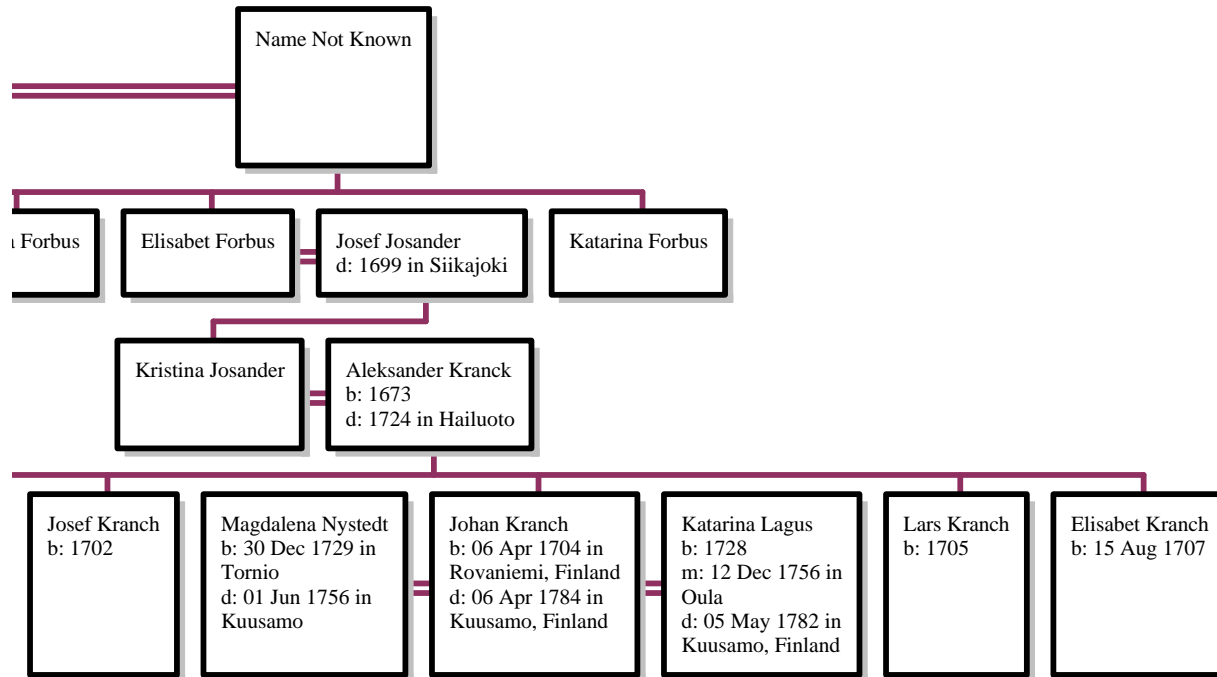 Name Not Known
Forbus
Elisabet Forbus
Josef Josander
d: 1699 in Siikajoki
Katarina Forbus
Kristina Josander
Aleksander Kranck
b: 1673
d: 1724 in Hailuoto
Josef Kranch
b: 1702
Magdalena Nystedt
b: 30 Dec 1729 in
Tornio
d: 01 Jun 1756 in
Kuusamo
Johan Kranch
b: 06 Apr 1704 in
Rovaniemi, Finland
d: 06 Apr 1784 in
Kuusamo, Finland
Katarina Lagus
b: 1728
m: 12 Dec 1756 in
Oula
d: 05 May 1782 in
Kuusamo, Finland
Lars Kranch
b: 1705
Elisabet Kranch
b: 15 Aug 1707